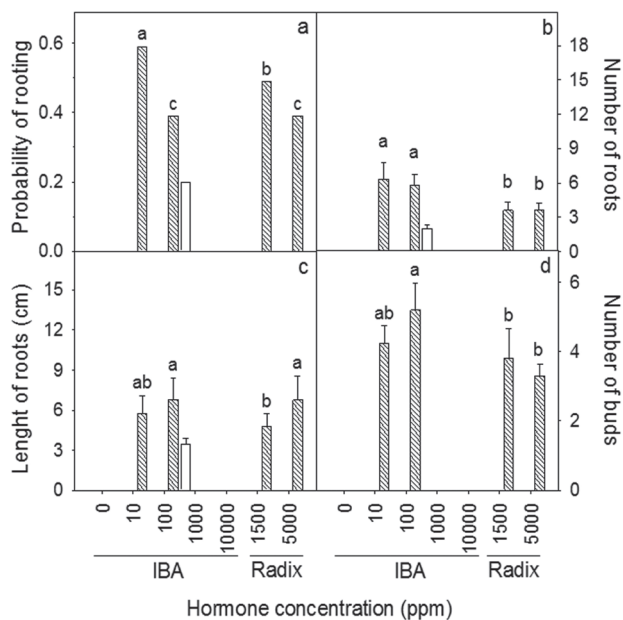 a
b
Probability of rooting
0.6
0.4
0.2
0.0
a
c
b
c
a
a
b
b
18
15
12
9
6
3
0
Number of roots
c
d
Lenght of roots (cm)
15
12
9
6
3
0
ab
a
b
a
ab
a
b
b
6
4
2
0
Number of buds
0
10
100
1000
10000
1500
5000
0
10
100
1000
10000
1500
5000
IBA
Radix
IBA
Radix
Hormone concentration (ppm)